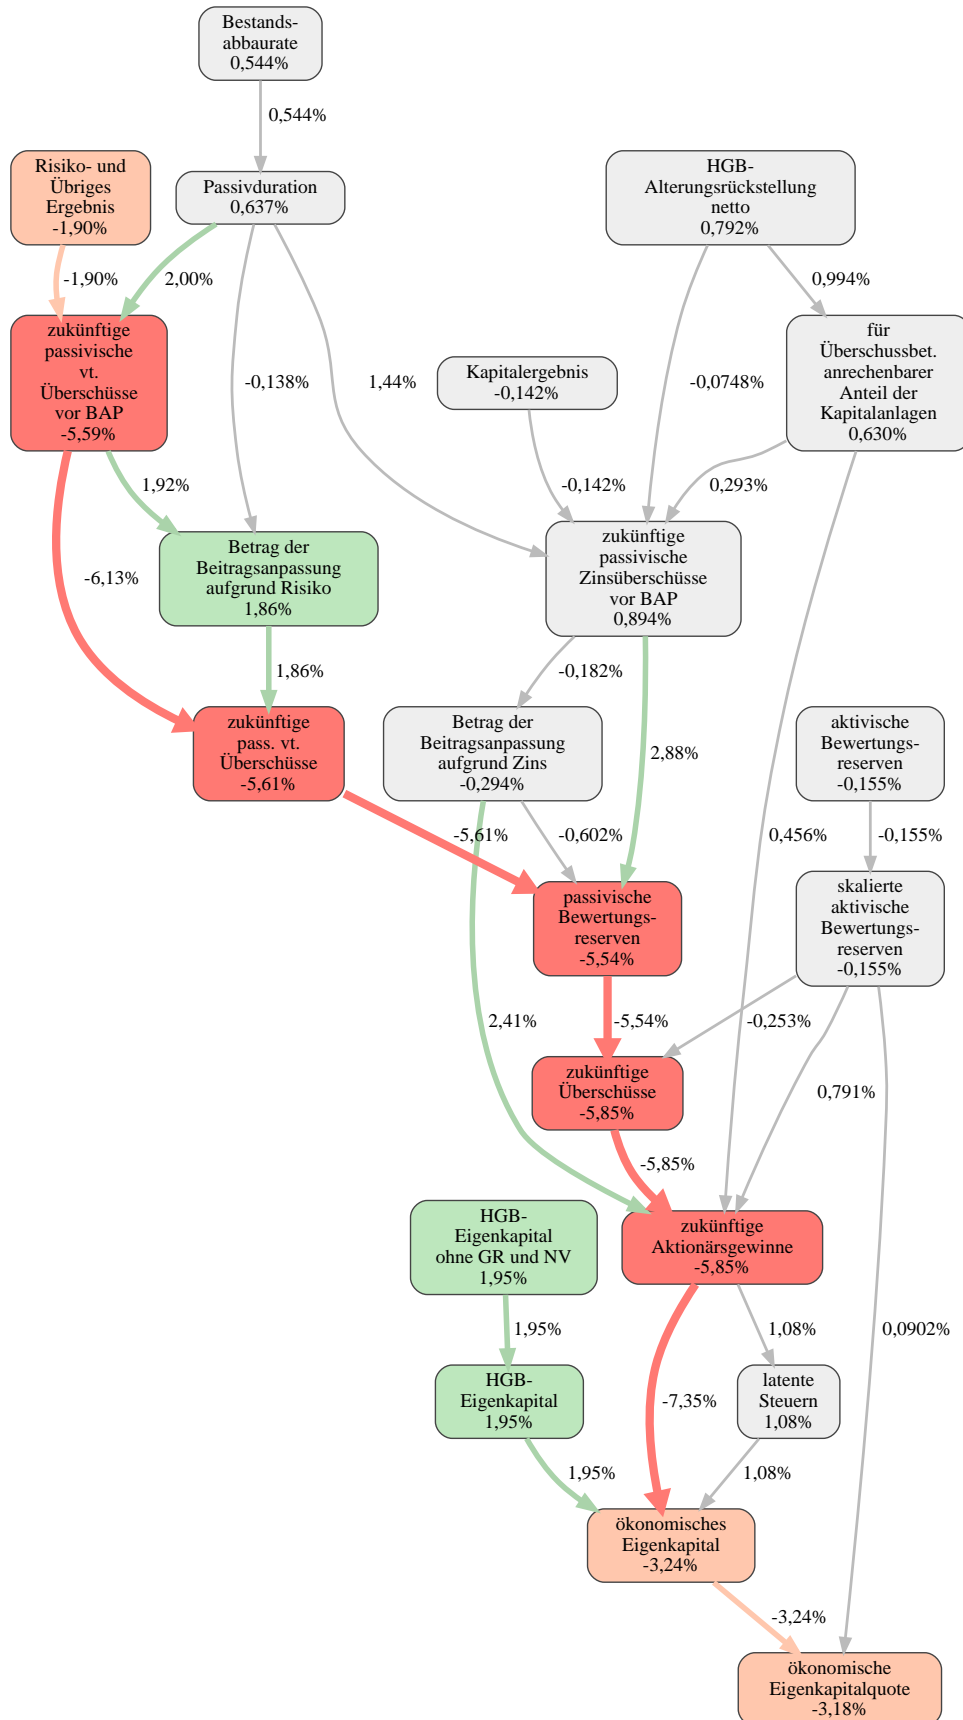 Bestands-
abbaurate
0,544%
0,544%
Risiko- und
Übriges
Ergebnis
-1,90%
Passivduration
0,637%
HGB-
Alterungsrückstellung
netto
0,792%
-1,90%
2,00%
0,994%
zukünftige
passivische
vt.
Überschüsse
vor BAP
-5,59%
-0,138%
1,44%
Kapitalergebnis
-0,142%
-0,0748%
für
Überschussbet.
anrechenbarer
Anteil der
Kapitalanlagen
0,630%
1,92%
-0,142%
0,293%
Betrag der
Beitragsanpassung
aufgrund Risiko
1,86%
zukünftige
passivische
Zinsüberschüsse
vor BAP
0,894%
-6,13%
1,86%
-0,182%
zukünftige
pass. vt.
Überschüsse
-5,61%
Betrag der
Beitragsanpassung
aufgrund Zins
-0,294%
2,88%
aktivische
Bewertungs-
reserven
-0,155%
-5,61%
-0,602%
0,456%
-0,155%
passivische
Bewertungs-
reserven
-5,54%
skalierte
aktivische
Bewertungs-
reserven
-0,155%
2,41%
-5,54%
-0,253%
zukünftige
Überschüsse
-5,85%
0,791%
-5,85%
HGB-
Eigenkapital
ohne GR und NV
1,95%
zukünftige
Aktionärsgewinne
-5,85%
1,95%
1,08%
0,0902%
HGB-
Eigenkapital
1,95%
-7,35%
latente
Steuern
1,08%
1,95%
1,08%
ökonomisches
Eigenkapital
-3,24%
-3,24%
ökonomische
Eigenkapitalquote
-3,18%